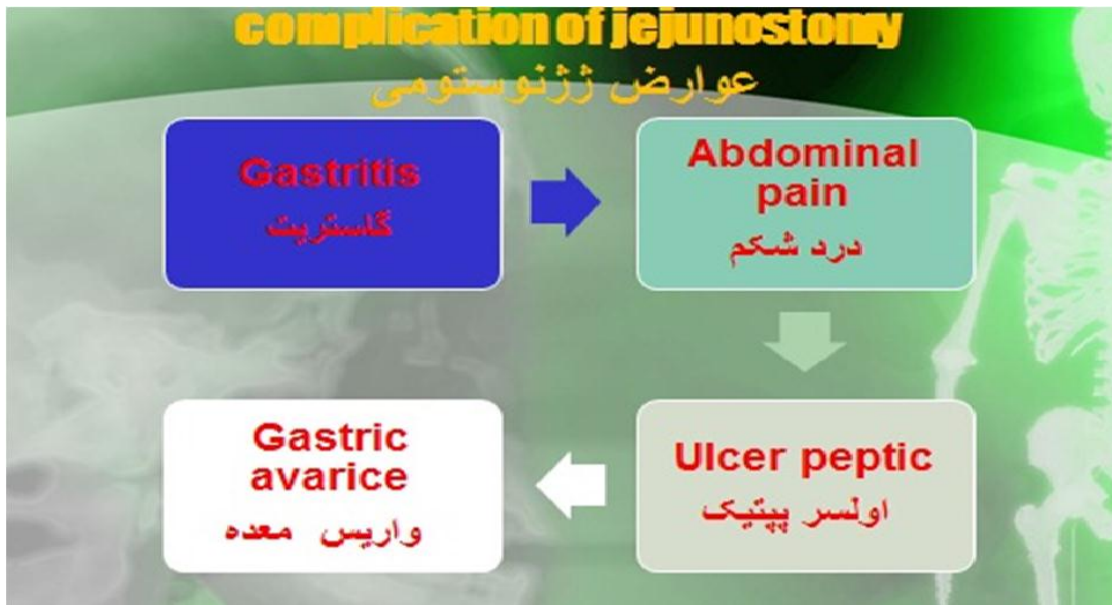 complication of jejunostomy
عوارض ژژنوستومی
Gastritis
گاستریت
Abdominal
pain
درد شکم
Ulcer peptic
اولسر پپتیک
Gastric
avarice
واریس معده